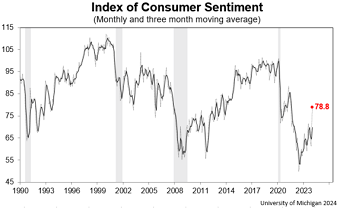 Index of Consumer Sentiment
(Monthly and three month moving average)
115
105
95
85
75
65
55
45
78.8
1990 1993 1996 1999 2002 2005 2008 2011 2014 2017 2020 2023
University of Michigan 2024